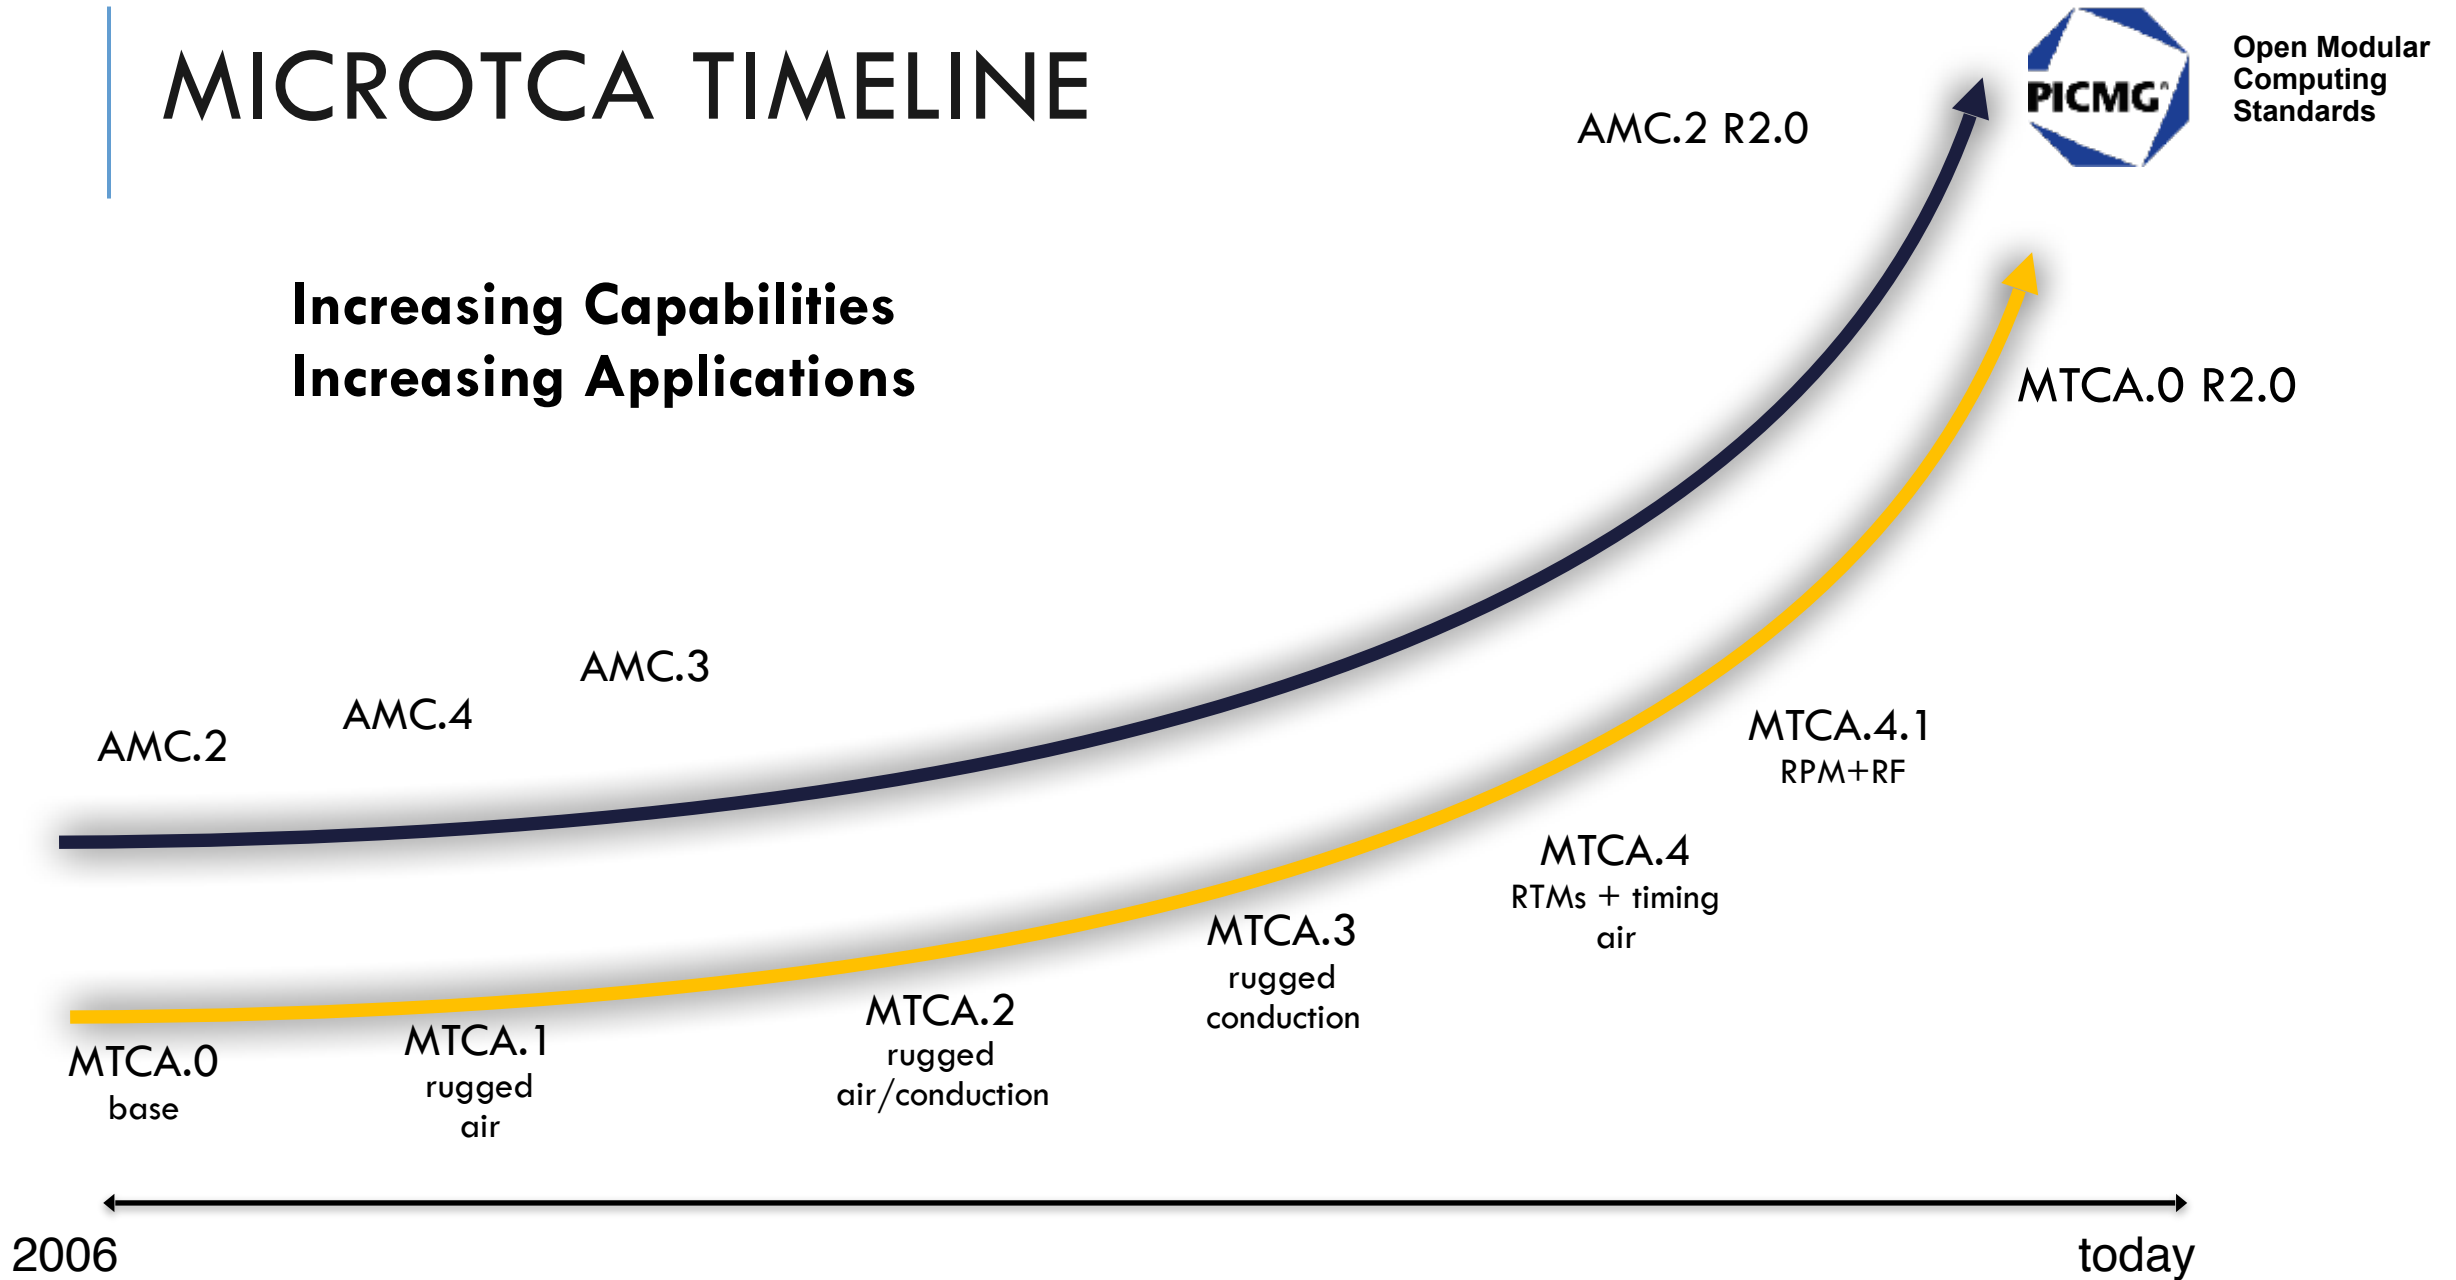 MICROTCA TIMELINE
PICMG
Open Modular
Computing
Standards
AMC.2 R2.0
Increasing Capabilities
Increasing Applications
MTCA.0 R2.0
AMC.3
AMC.4
AMC.2
MTCA.4.1
RPM+RF
MTCA.4
RTMs + timing
air
MTCA.3
rugged
conduction
MTCA.2
rugged
air/conduction
MTCA.1
rugged
air
MTCA.0
base
2006
today